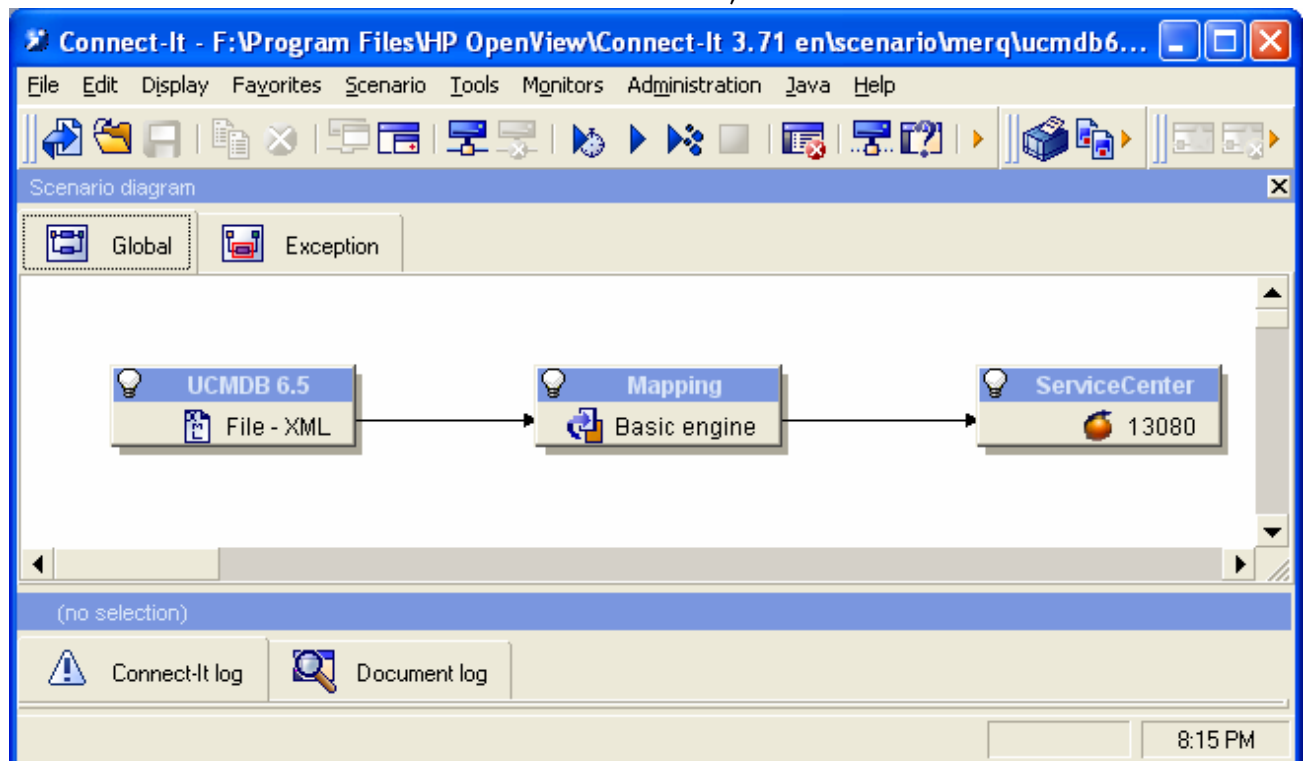 Connect-It - F:\Program Files\HP OpenView\Connect-It 3.71 en\scenario\merq\ucmdb6...
File Edit Display Favorites Scenario Tools Monitors Administration Java Help
Scenario diagram
Global Exception
UCMDB 6.5 Mapping ServiceCenter
File - XML Basic engine 13080
(no selection)
Connect-It log Document log
8:15 PM